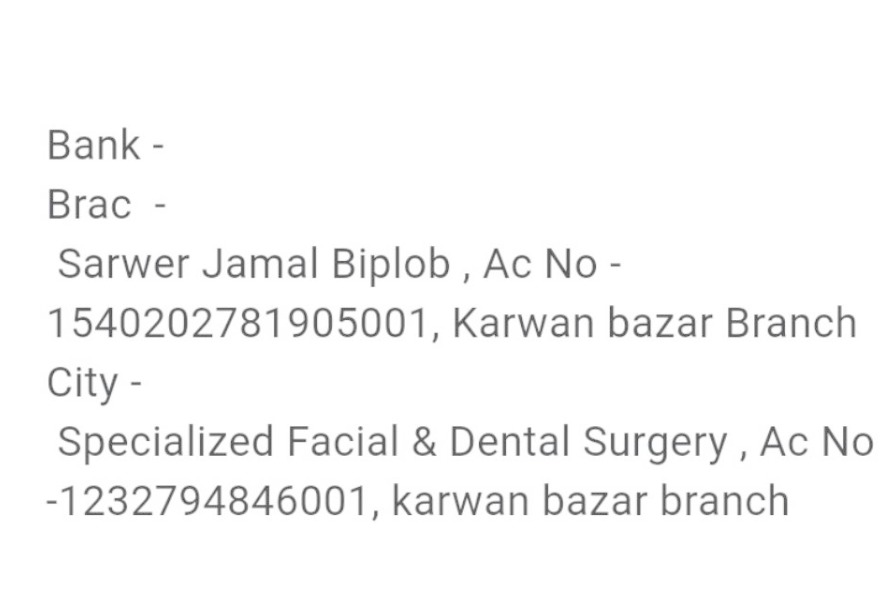 Bank -
Brac -
Sarwer Jamal Biplob , Ac No -
1540202781905001, Karwan bazar Branch
City -
Specialized Facial & Dental Surgery , Ac No
-1232794846001, karwan bazar branch